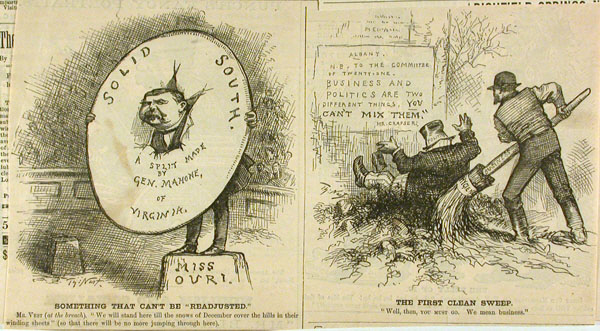 SOLID SOUTH.
A SPLIT MADE
BY
GEN. MAHONE,
OF
VIRGINIA.
MISS
OURI.
Th: Nast.
SOMETHING THAT CAN'T BE "READJUSTED."
MR. VEST (at the breach). "We will stand here till the snows of December cover the hills in their
winding sheets" (so that there will be no more jumping through here).
ALBANY.
N.B. TO THE COMMITTEE
OF TWENTY-ONE.
BUSINESS AND
POLITICS ARE TWO
DIFFERENT THINGS. YOU
CAN'T MIX THEM.
THE FIRST CLEAN SWEEP.
"Well, then, YOU MUST GO. We mean business."